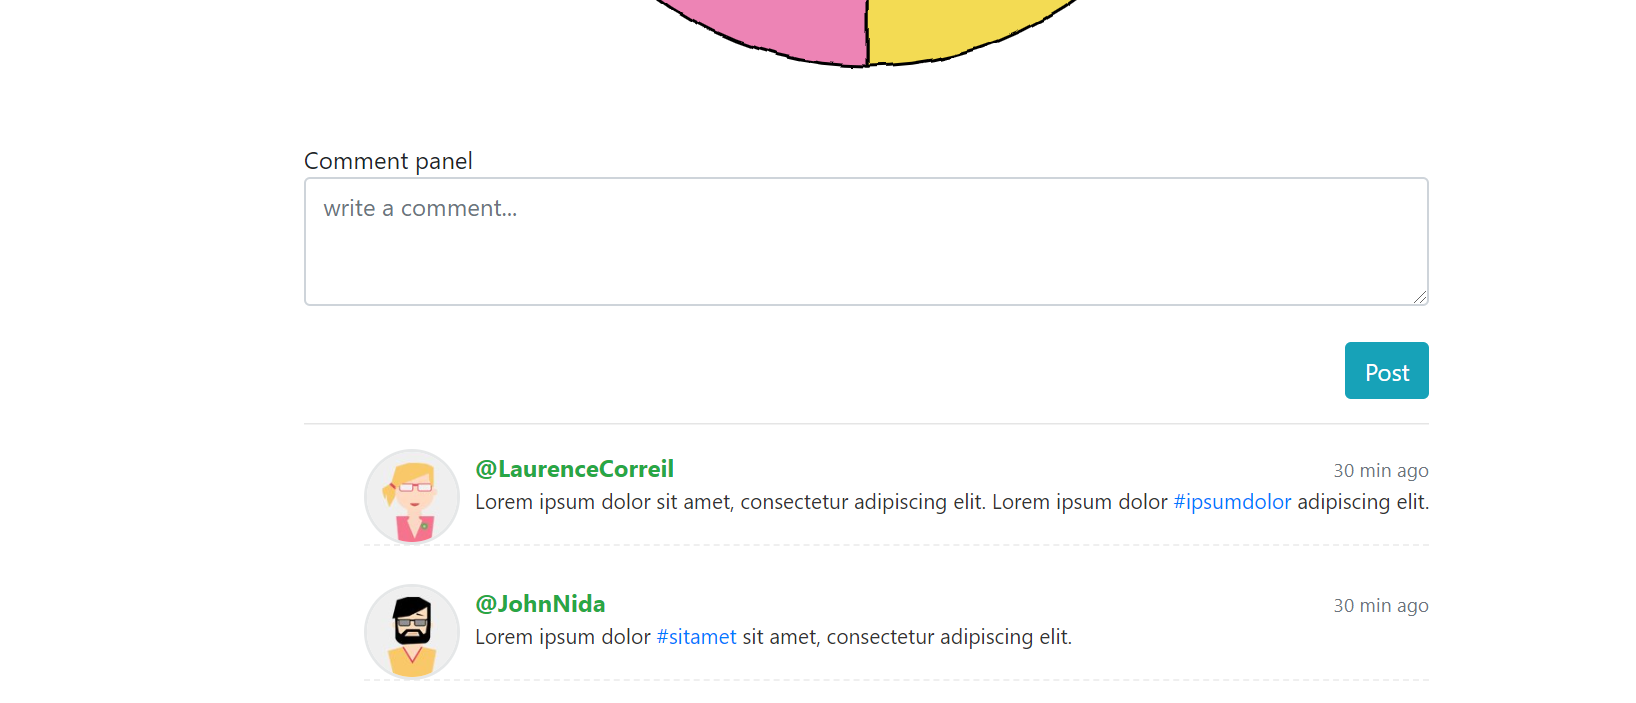 Comment panel
write a comment...
Post
@LaurenceCorreil
30 min ago
Lorem ipsum dolor sit amet, consectetur adipiscing elit. Lorem ipsum dolor #ipsumdolor adipiscing elit.
@JohnNida
30 min ago
Lorem ipsum dolor #sitamet sit amet, consectetur adipiscing elit.